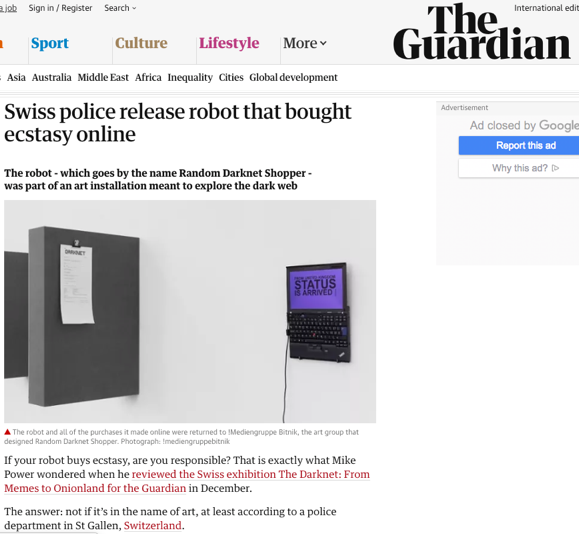 a job Sign in / Register Search International edit
The
Guardian
Sport Culture Lifestyle More
Asia Australia Middle East Africa Inequality Cities Global development
Swiss police release robot that bought
ecstasy online
The robot - which goes by the name Random Darknet Shopper -
was part of an art installation meant to explore the dark web
Advertisement
Ad closed by Google
Report this ad
Why this ad?
DARKNET
STATUS
IS ARRIVED
The robot and all of the purchases it made online were returned to !Mediengruppe Bitnik, the art group that
designed Random Darknet Shopper. Photograph: !mediengruppebitnik
If your robot buys ecstasy, are you responsible? That is exactly what Mike
Power wondered when he reviewed the Swiss exhibition The Darknet: From
Memes to Onionland for the Guardian in December.
The answer: not if it's in the name of art, at least according to a police
department in St Gallen, Switzerland.